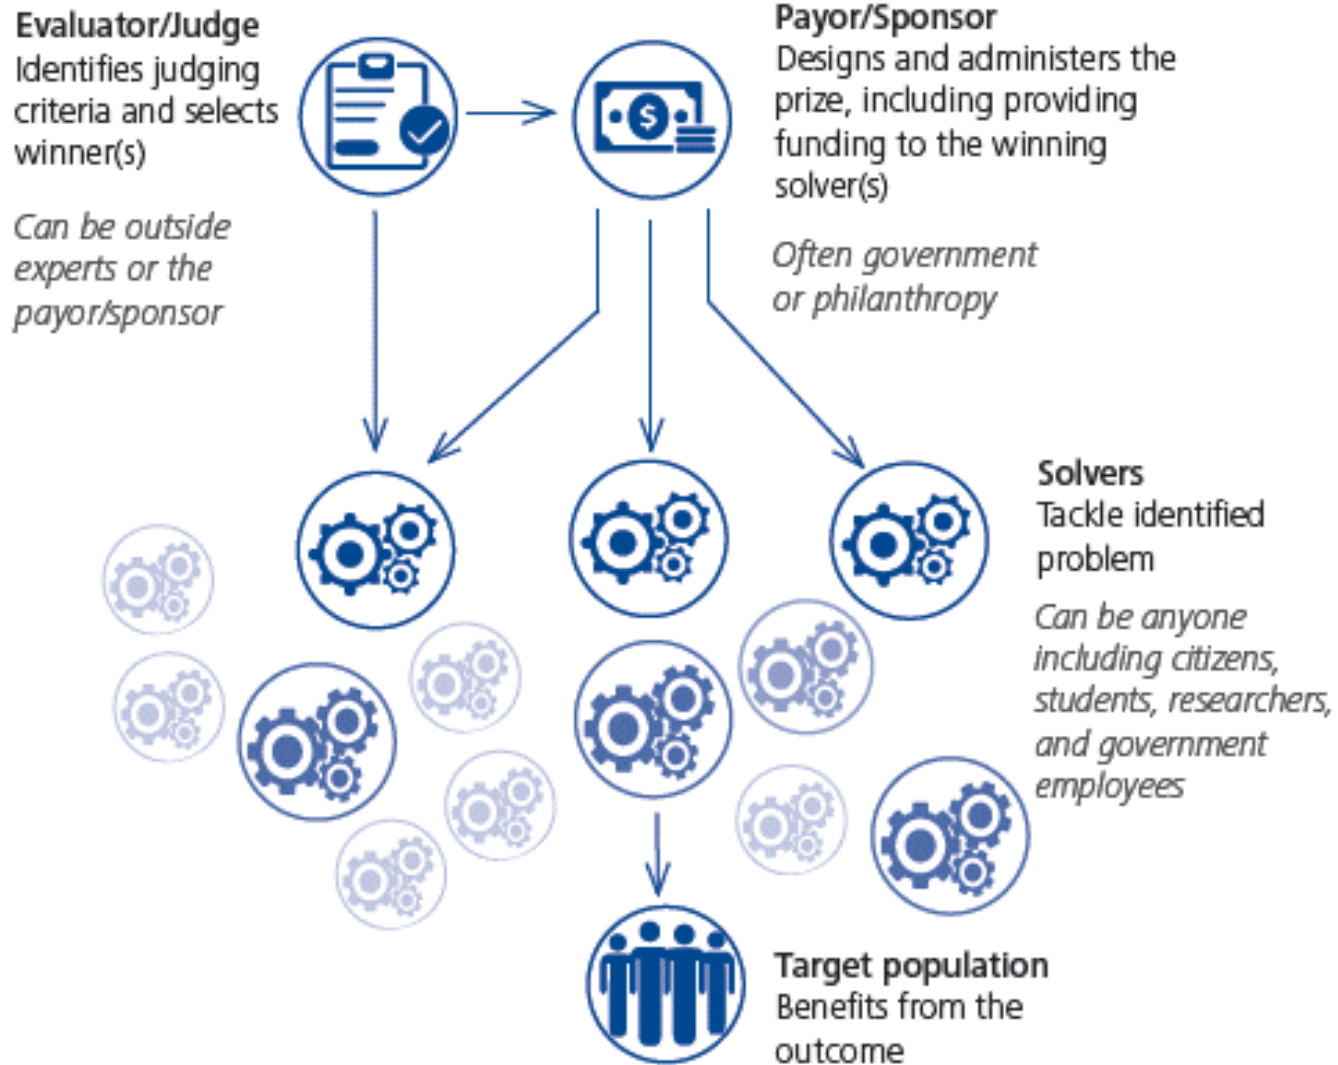 Evaluator/Judge
Identifies judging
criteria and selects
winner(s)
Can be outside
experts or the
payor/sponsor
$
Payor/Sponsor
Designs and administers the
prize, including providing
funding to the winning
solver(s)
Often government
or philanthropy
Solvers
Tackle identified
problem
Can be anyone
including citizens,
students, researchers,
and government
employees
Target population
Benefits from the
outcome